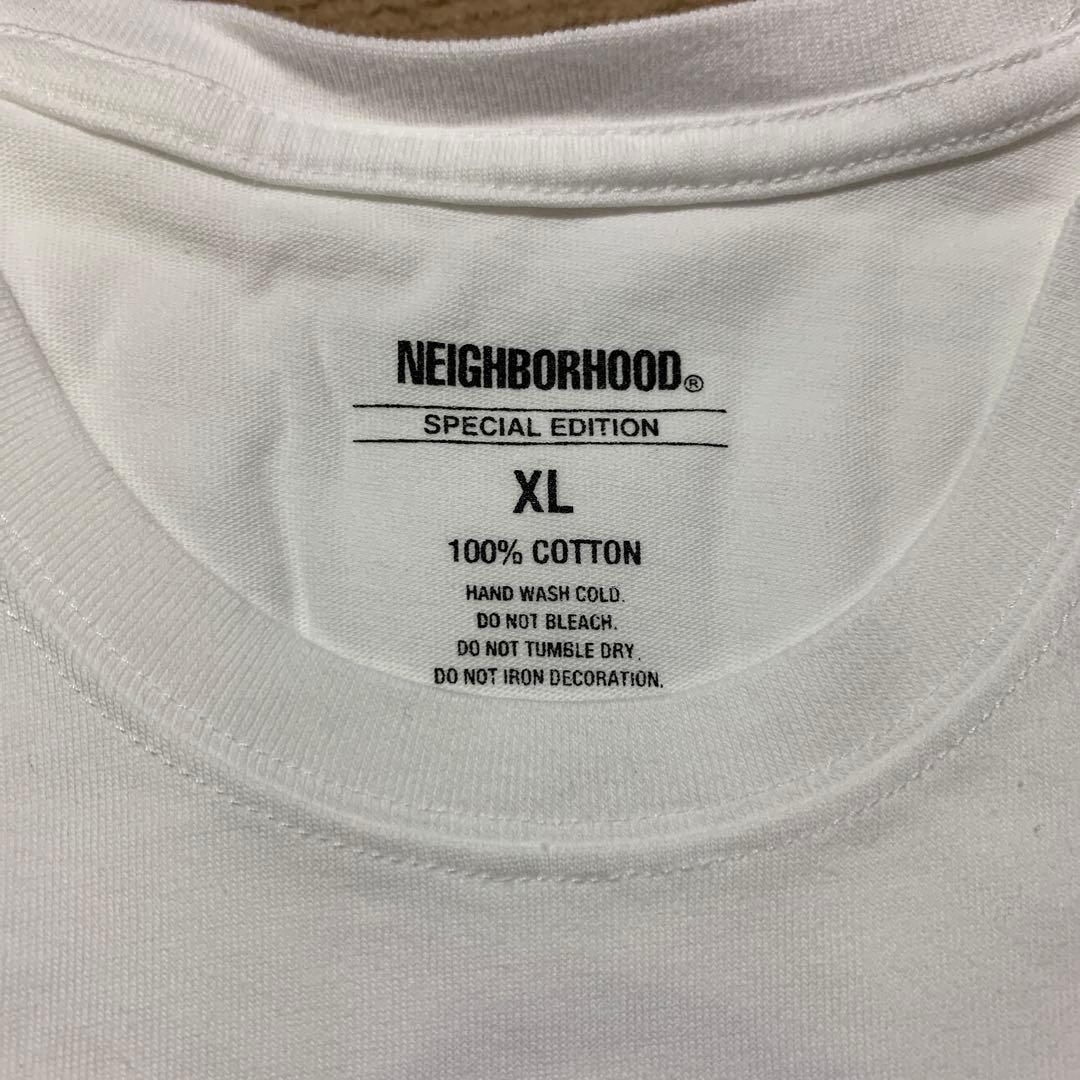 NEIGHBORHOOD®
SPECIAL EDITION
XL
100% COTTON
HAND WASH COLD.
DO NOT BLEACH.
DO NOT TUMBLE DRY.
DO NOT IRON DECORATION.